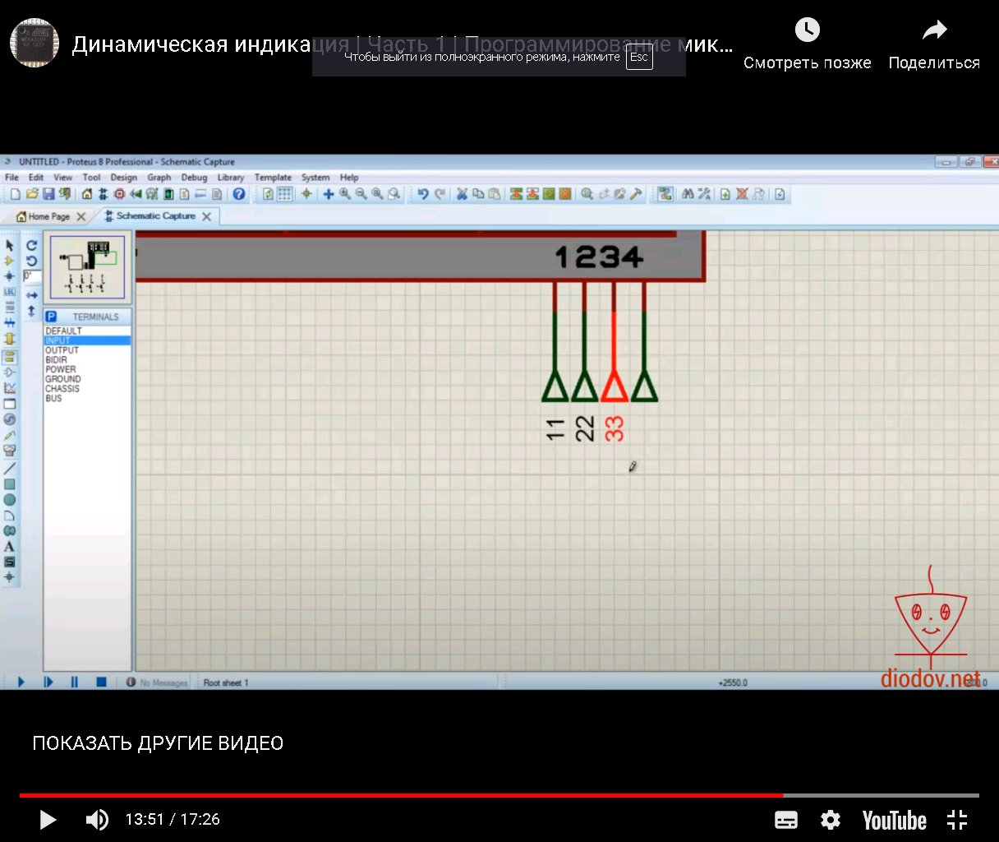 Динамическая индикация | Часть 1 | Программирование мик...
Чтобы выйти из полноэкранного режима, нажмите Esc
Смотреть позже
Поделиться
UNTITLED - Proteus 8 Professional - Schematic Capture
File Edit View Tool Design Graph Debug Library Template System Help
Home Page
Schematic Capture
0°
LBL
P TERMINALS
DEFAULT
INPUT
OUTPUT
BIDIR
POWER
GROUND
CHASSIS
BUS
A
S
1234
11
22
33
diodov.net
No Messages
Root sheet 1
+2550.0
ПОКАЗАТЬ ДРУГИЕ ВИДЕО
13:51 / 17:26
YouTube